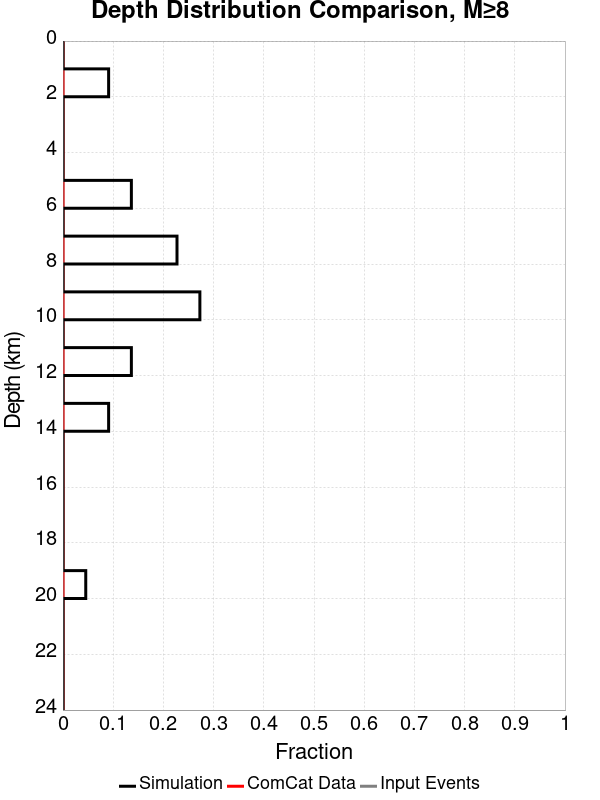 Depth Distribution Comparison, M≥8
0
2
4
6
8
10
12
14
16
18
20
22
24
Depth (km)
0 0.1 0.2 0.3 0.4 0.5 0.6 0.7 0.8 0.9 1
Fraction
Simulation ComCat Data Input Events